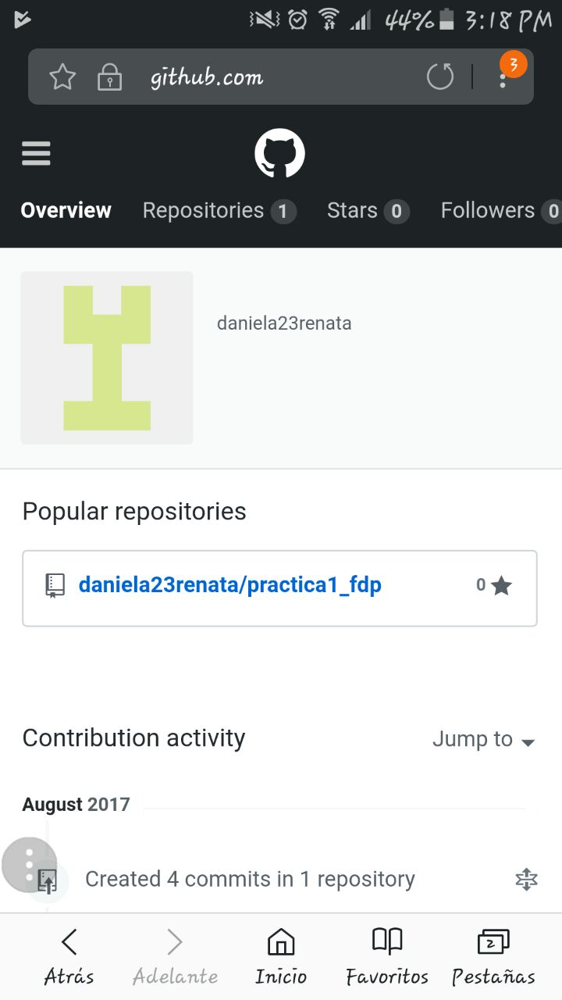 44% 3:18 PM
github.com
3
Overview Repositories 1 Stars 0 Followers 0
daniela23renata
Popular repositories
daniela23renata/practica1_fdp 0
Contribution activity Jump to
August 2017
Created 4 commits in 1 repository
2
Atrás Adelante Inicio Favoritos Pestañas